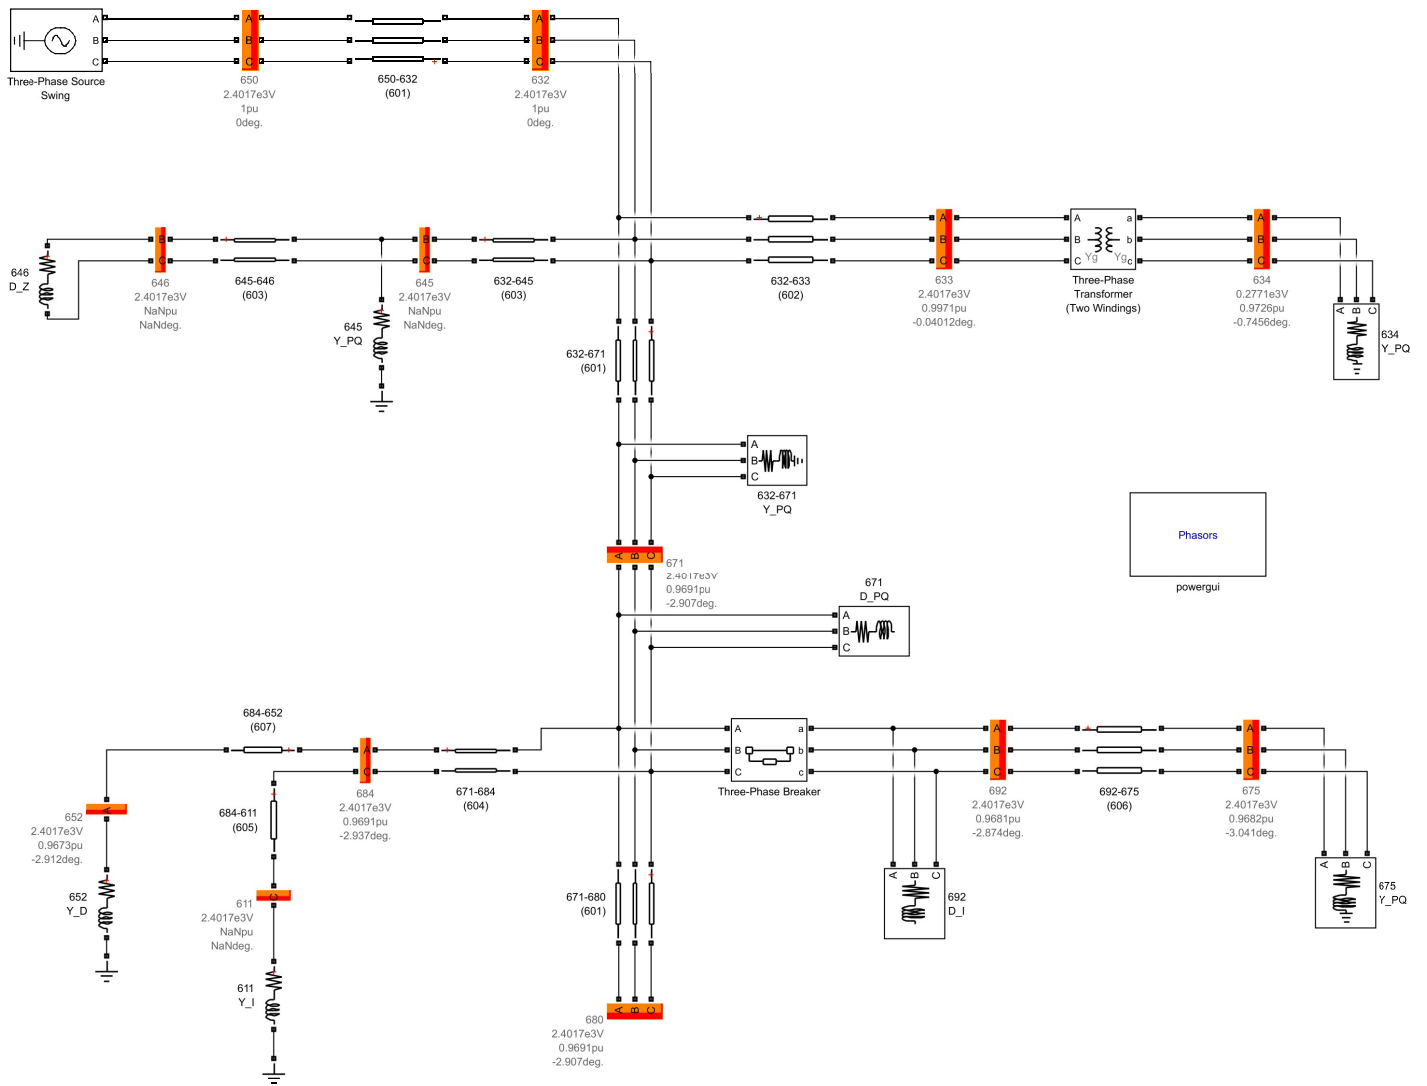 A
B
C
Three-Phase Source
Swing
A
B
C
650
2.4017e3V
1pu
0deg.
650-632
(601)
A
B
C
632
2.4017e3V
1pu
0deg.
646
D_Z
B
C
646
2.4017e3V
NaNpu
NaNdeg.
645-646
(603)
645
Y_PQ
B
C
645
2.4017e3V
NaNpu
NaNdeg.
632-645
(603)
632-633
(602)
A
B
C
633
2.4017e3V
0.9971pu
-0.04012deg.
A
B
C
Yg
Yg
a
b
c
Three-Phase
Transformer
(Two Windings)
A
B
C
634
0.2771e3V
0.9726pu
-0.7456deg.
A
B
C
634
Y_PQ
632-671
(601)
A
B
C
632-671
Y_PQ
Phasors
powergui
A
B
C
671
2.4017e3V
0.9691pu
-2.907deg.
671
D_PQ
A
B
C
684-652
(607)
A
C
684
2.4017e3V
0.9691pu
-2.937deg.
671-684
(604)
A
B
C
a
b
c
Three-Phase Breaker
A
B
C
692
2.4017e3V
0.9681pu
-2.874deg.
692-675
(606)
A
B
C
675
2.4017e3V
0.9682pu
-3.041deg.
A
652
2.4017e3V
0.9673pu
-2.912deg.
652
Y_D
684-611
(605)
C
611
2.4017e3V
NaNpu
NaNdeg.
611
Y_I
671-680
(601)
A
B
C
692
D_I
A
B
C
675
Y_PQ
A
B
C
680
2.4017e3V
0.9691pu
-2.907deg.